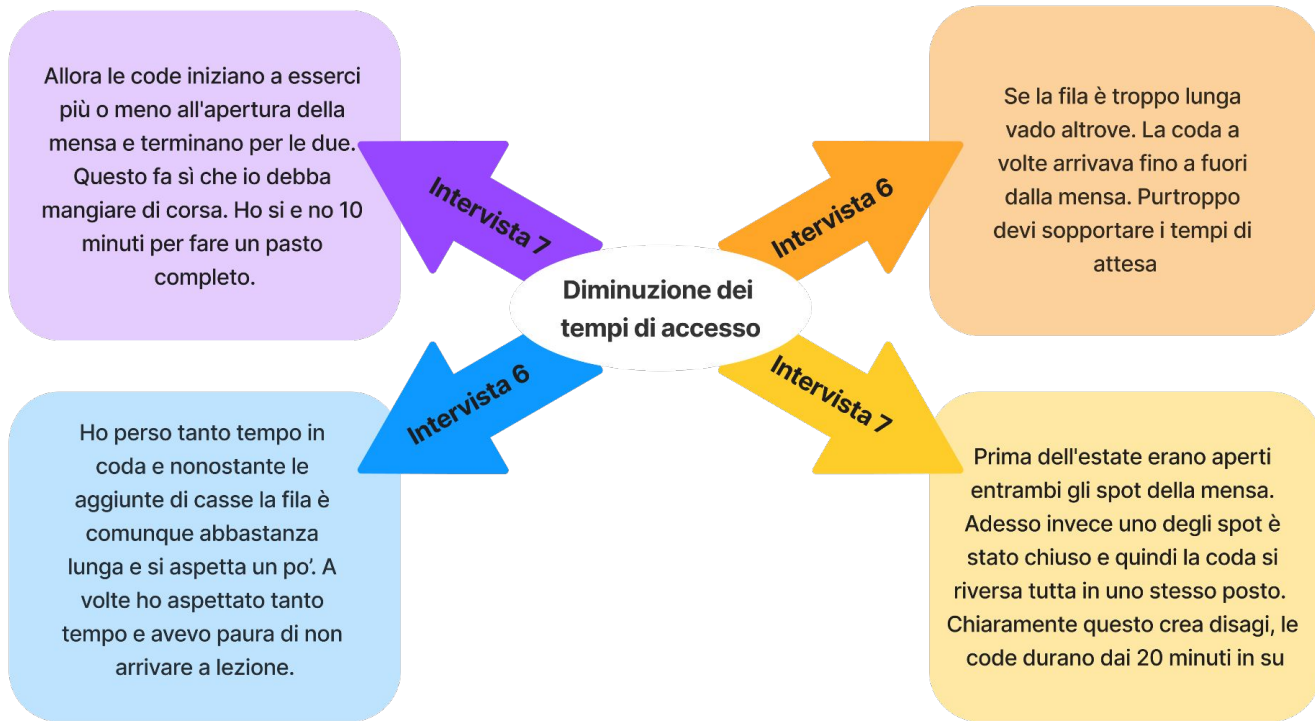 Allora le code iniziano a esserci
più o meno all'apertura della
mensa e terminano per le due.
Questo fa sì che io debba
mangiare di corsa. Ho si e no 10
minuti per fare un pasto
completo.
Intervista 7
Se la fila è troppo lunga
vado altrove. La coda a
volte arrivava fino a fuori
dalla mensa. Purtroppo
devi sopportare i tempi di
attesa
Intervista 6
Diminuzione dei
tempi di accesso
Intervista 6
Ho perso tanto tempo in
coda e nonostante le
aggiunte di casse la fila è
comunque abbastanza
lunga e si aspetta un po’. A
volte ho aspettato tanto
tempo e avevo paura di non
arrivare a lezione.
Intervista 7
Prima dell'estate erano aperti
entrambi gli spot della mensa.
Adesso invece uno degli spot è
stato chiuso e quindi la coda si
riversa tutta in uno stesso posto.
Chiaramente questo crea disagi, le
code durano dai 20 minuti in su